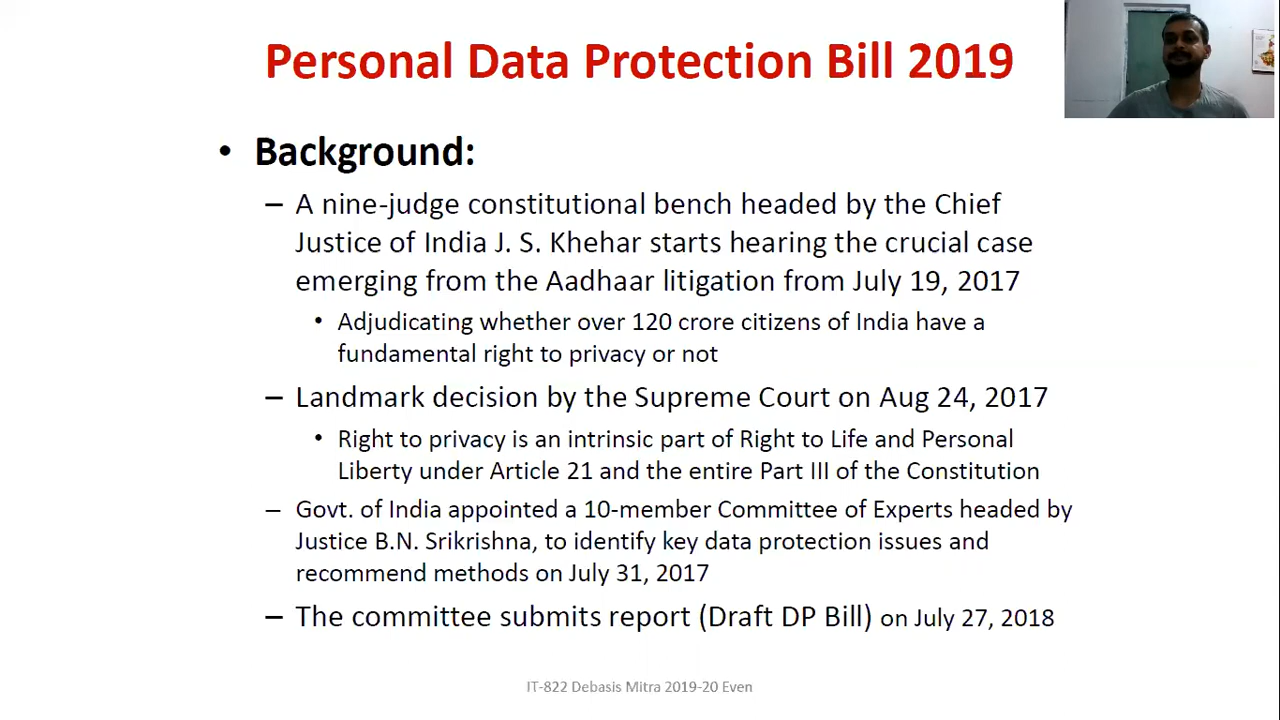 Personal Data Protection Bill 2019
• Background:
– A nine-judge constitutional bench headed by the Chief
Justice of India J. S. Khehar starts hearing the crucial case
emerging from the Aadhaar litigation from July 19, 2017
• Adjudicating whether over 120 crore citizens of India have a
fundamental right to privacy or not
– Landmark decision by the Supreme Court on Aug 24, 2017
• Right to privacy is an intrinsic part of Right to Life and Personal
Liberty under Article 21 and the entire Part III of the Constitution
– Govt. of India appointed a 10-member Committee of Experts headed by
Justice B.N. Srikrishna, to identify key data protection issues and
recommend methods on July 31, 2017
– The committee submits report (Draft DP Bill) on July 27, 2018
IT-822 Debasis Mitra 2019-20 Even